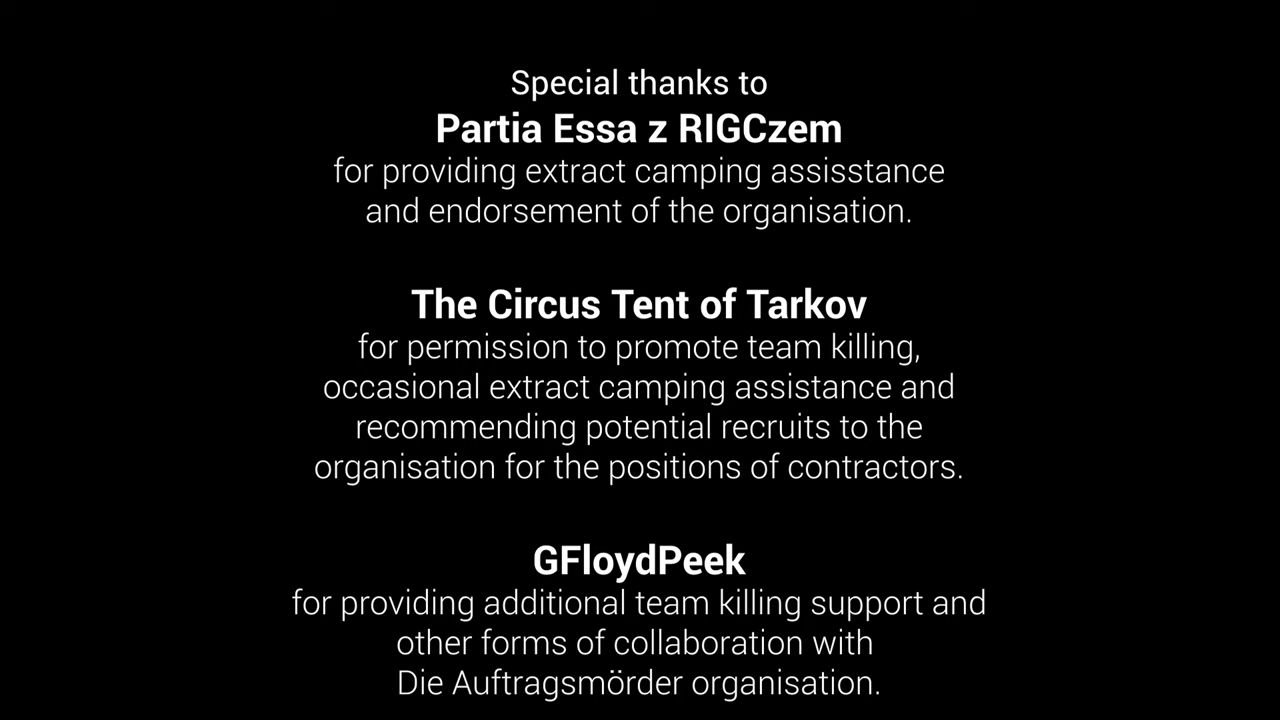 Special thanks to
Partia Essa z RIGCzem
for providing extract camping assisstance
and endorsement of the organisation.
The Circus Tent of Tarkov
for permission to promote team killing,
occasional extract camping assistance and
recommending potential recruits to the
organisation for the positions of contractors.
GFloydPeek
for providing additional team killing support and
other forms of collaboration with
Die Auftragsmörder organisation.